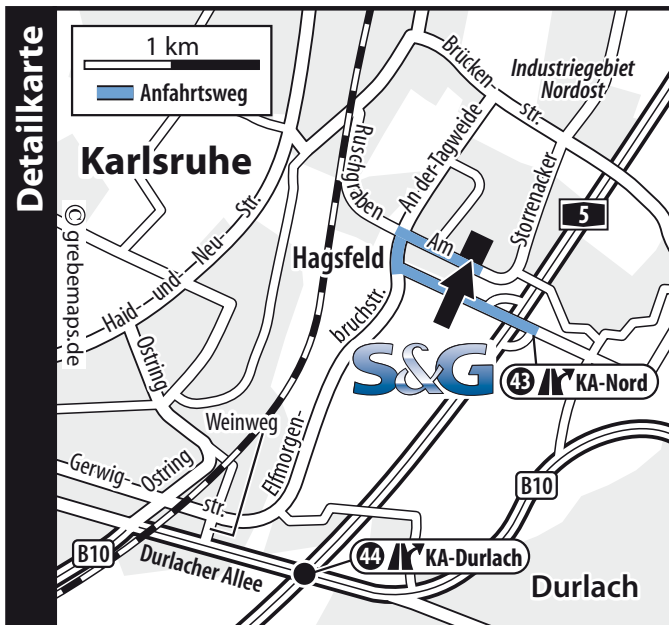 Detailkarte
1 km
Anfahrtsweg
Karlsruhe
© grebemaps.de
Haid- und- Neu- Str.
Ostring
Ruschgraben
An-der-Tagweide
Brücken-
str.
Industriegebiet
Nordost
Storrenacker
5
Am
Hagsfeld
bruchstr.
Elfmorgen-
S&G
43 KA-Nord
Weinweg
Gerwig-
str.
Ostring
B10
B10
Durlacher Allee
44 KA-Durlach
Durlach